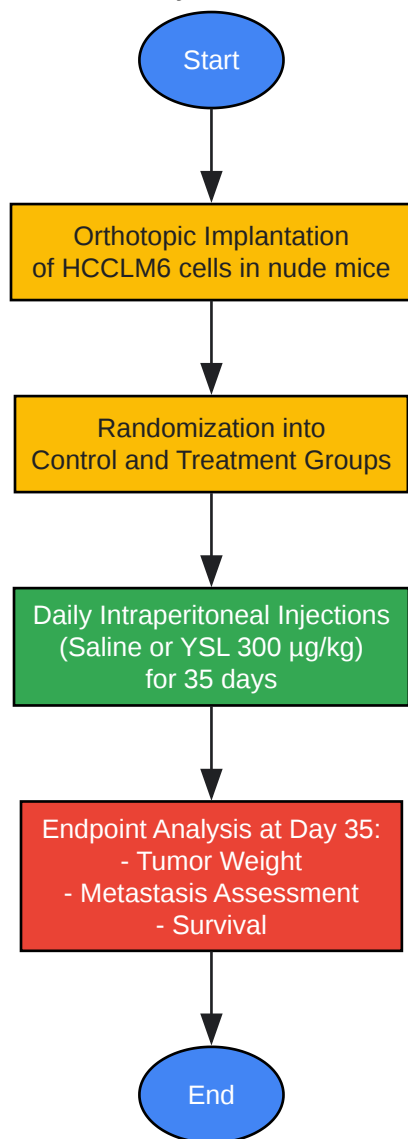 Start
Orthotopic Implantation
of HCCLM6 cells in nude mice
Randomization into
Control and Treatment Groups
Daily Intraperitoneal Injections
(Saline or YSL 300 µg/kg)
for 35 days
Endpoint Analysis at Day 35:
- Tumor Weight
- Metastasis Assessment
- Survival
End